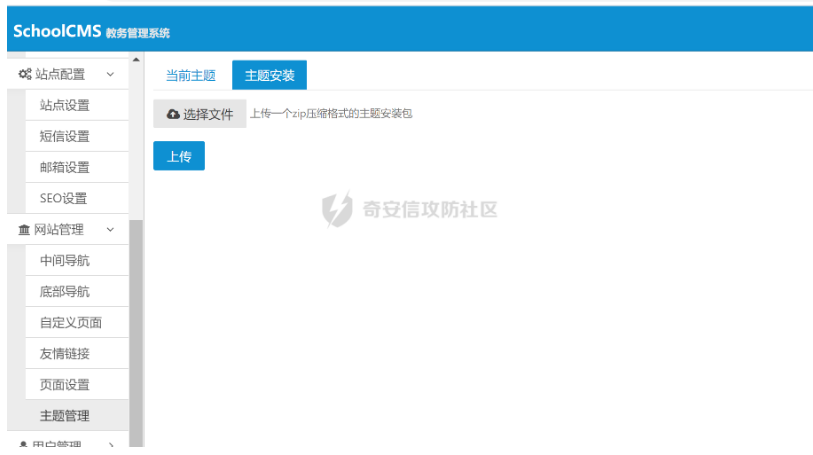 SchoolCMS 教务管理系统
站点配置
站点设置
短信设置
邮箱设置
SEO设置
网站管理
中间导航
底部导航
自定义页面
友情链接
页面设置
主题管理
用户管理
当前主题 主题安装
选择文件 上传一个zip压缩格式的主题安装包
上传
奇安信攻防社区